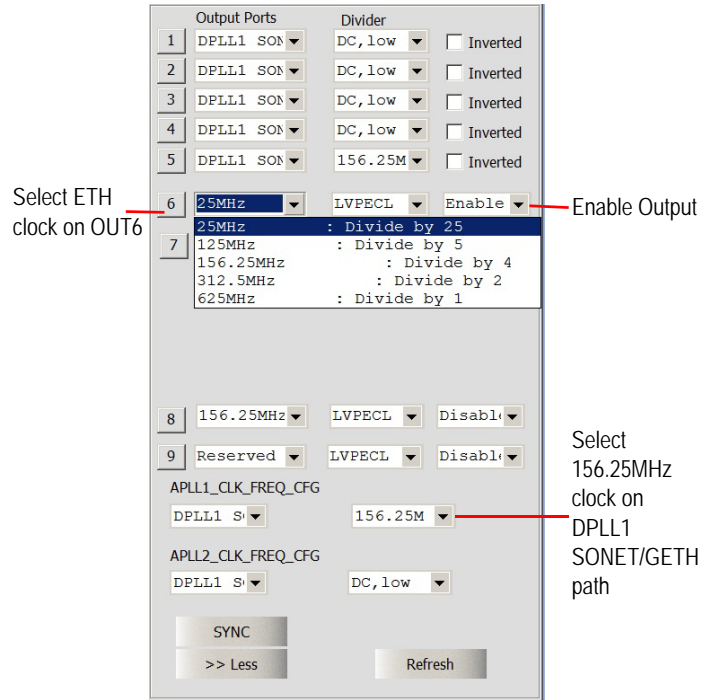 Output Ports Divider
1 DPLL1 SON DC,low Inverted
2 DPLL1 SON DC,low Inverted
3 DPLL1 SON DC,low Inverted
4 DPLL1 SON DC,low Inverted
5 DPLL1 SON 156.25M Inverted
Select ETH
clock on OUT6
6 25MHz LVPECL Enable
Enable Output
25MHz : Divide by 25
7 125MHz : Divide by 5
156.25MHz : Divide by 4
312.5MHz : Divide by 2
625MHz : Divide by 1
8 156.25MHz LVPECL Disabl
9 Reserved LVPECL Disabl
APLL1_CLK_FREQ_CFG
DPLL1 S 156.25M
Select
156.25MHz
clock on
DPLL1
SONET/GETH
path
APLL2_CLK_FREQ_CFG
DPLL1 S DC,low
SYNC
>> Less Refresh